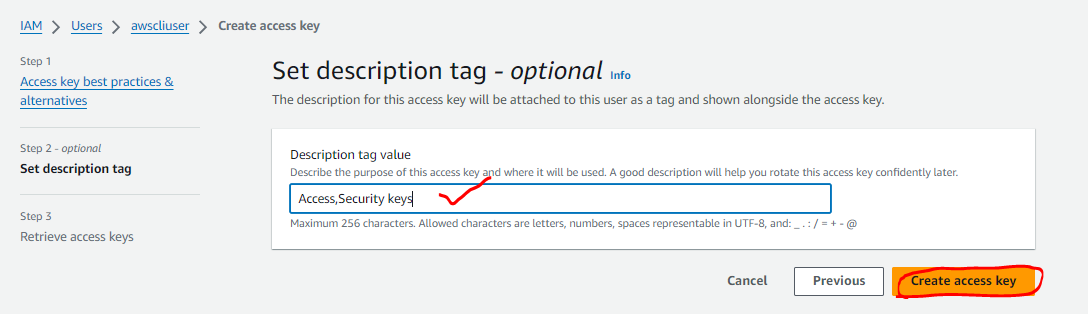 IAM > Users > awscliuser > Create access key
Step 1
Access key best practices &
alternatives
Step 2 - optional
Set description tag
Step 3
Retrieve access keys
Set description tag - optional Info
The description for this access key will be attached to this user as a tag and shown alongside the access key.
Description tag value
Describe the purpose of this access key and where it will be used. A good description will help you rotate this access key confidently later.
Access,Security keys
Maximum 256 characters. Allowed characters are letters, numbers, spaces representable in UTF-8, and: _ . : / = + - @
Cancel
Previous
Create access key